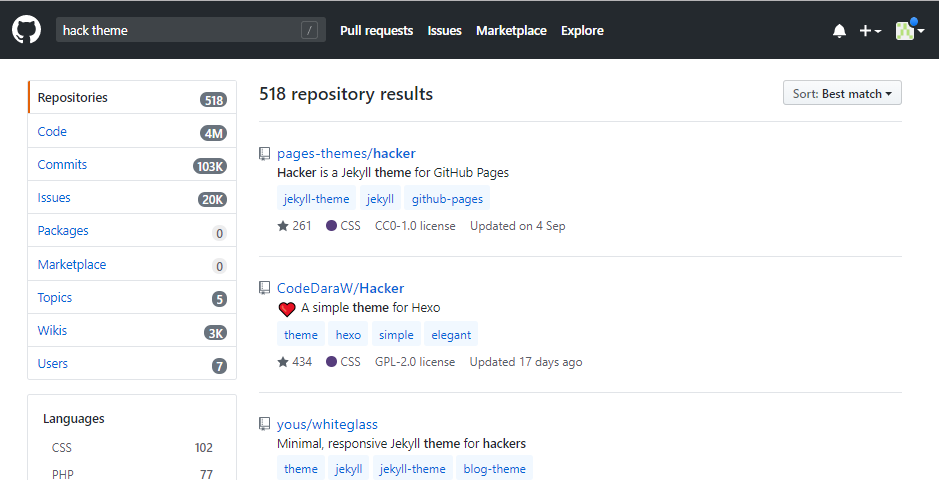 hack theme / Pull requests Issues Marketplace Explore
Repositories 518
Code 4M
Commits 103K
Issues 20K
Packages 0
Marketplace 0
Topics 5
Wikis 3K
Users 7
Languages
CSS 102
PHP 77
518 repository results
Sort: Best match
pages-themes/hacker
Hacker is a Jekyll theme for GitHub Pages
jekyll-theme jekyll github-pages
261 CSS CC0-1.0 license Updated on 4 Sep
CodeDaraW/Hacker
A simple theme for Hexo
theme hexo simple elegant
434 CSS GPL-2.0 license Updated 17 days ago
yous/whiteglass
Minimal, responsive Jekyll theme for hackers
theme jekyll jekyll-theme blog-theme